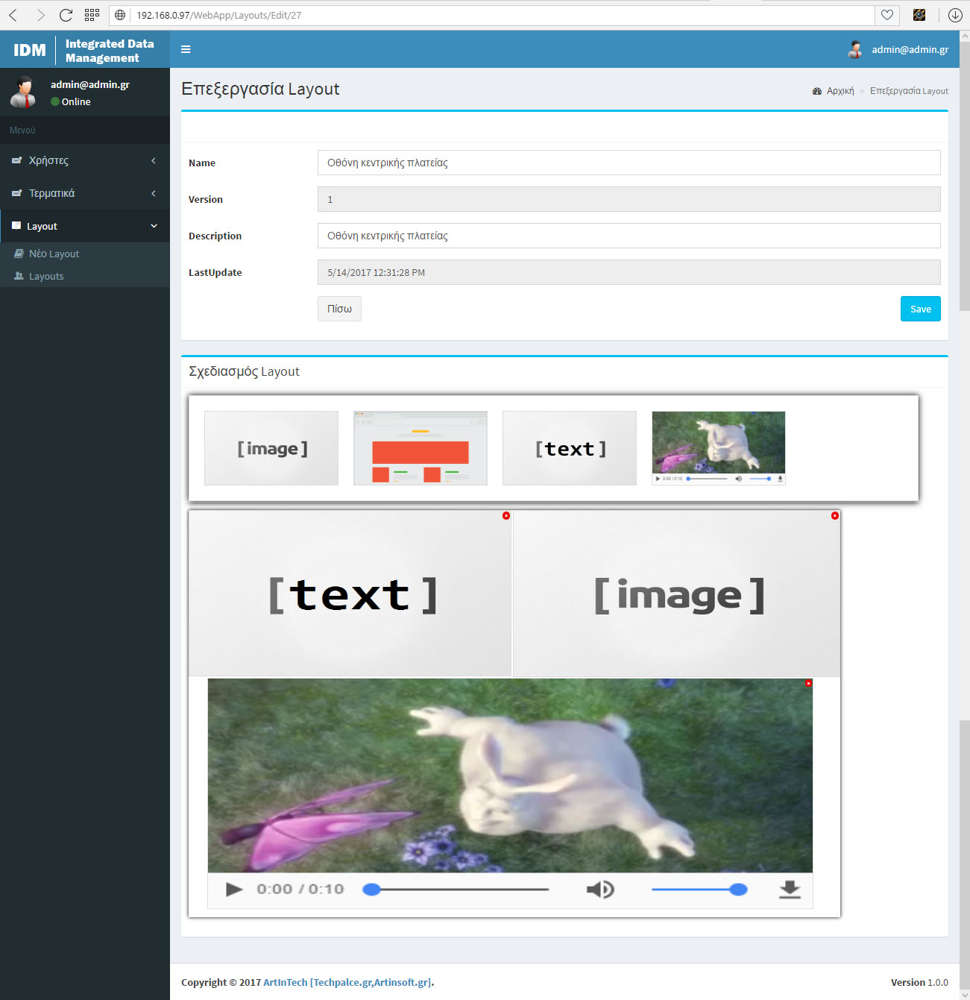 192.168.0.97/WebApp/Layouts/Edit/27
IDM
Integrated Data
Management
admin@admin.gr
admin@admin.gr
Online
Μενού
Χρήστες
Τερματικά
Layout
Νέο Layout
Layouts
Επεξεργασία Layout
Αρχική > Επεξεργασία Layout
Name
Οθόνη κεντρικής πλατείας
Version
1
Description
Οθόνη κεντρικής πλατείας
LastUpdate
5/14/2017 12:31:28 PM
Πίσω
Save
Σχεδιασμός Layout
[image]
[text]
0:00 / 0:10
[text]
[image]
0:00 / 0:10
Copyright © 2017 ArtInTech [Techpalce.gr,Artinsoft.gr].
Version 1.0.0